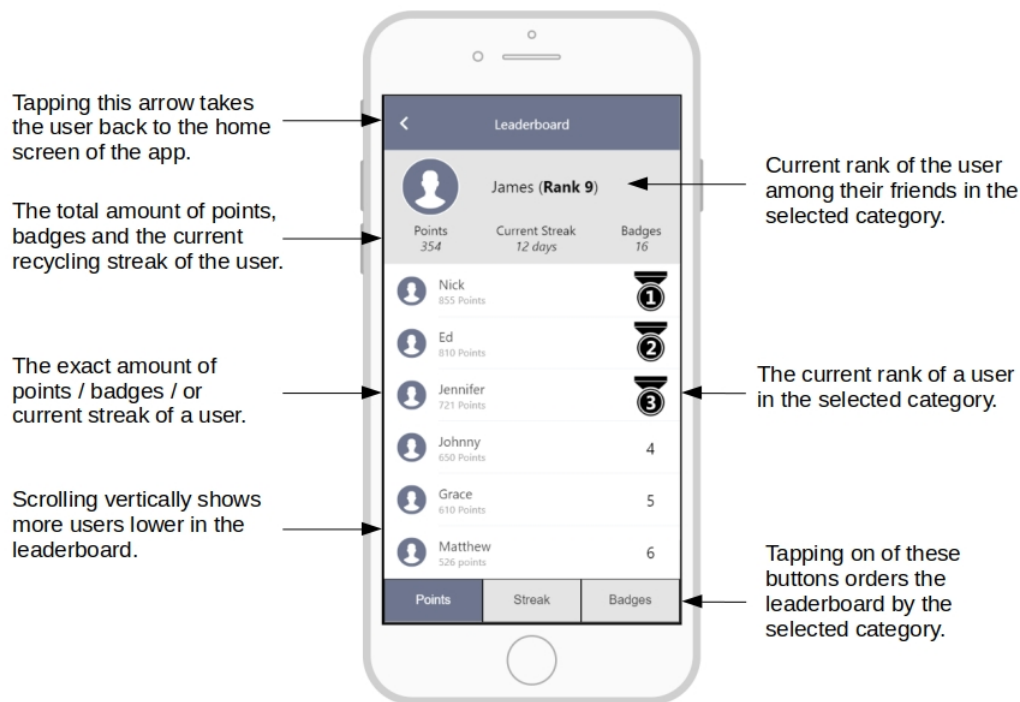 Tapping this arrow takes
the user back to the home
screen of the app.
The total amount of points,
badges and the current
recycling streak of the user.
The exact amount of
points / badges / or
current streak of a user.
Scrolling vertically shows
more users lower in the
leaderboard.
Leaderboard
James (Rank 9)
Points Current Streak Badges
354 12 days 16
Nick
855 Points
1
Ed
810 Points
2
Jennifer
721 Points
3
Johnny
650 Points
4
Grace
610 Points
5
Matthew
526 points
6
Points Streak Badges
Current rank of the user
among their friends in the
selected category.
The current rank of a user
in the selected category.
Tapping on of these
buttons orders the
leaderboard by the
selected category.